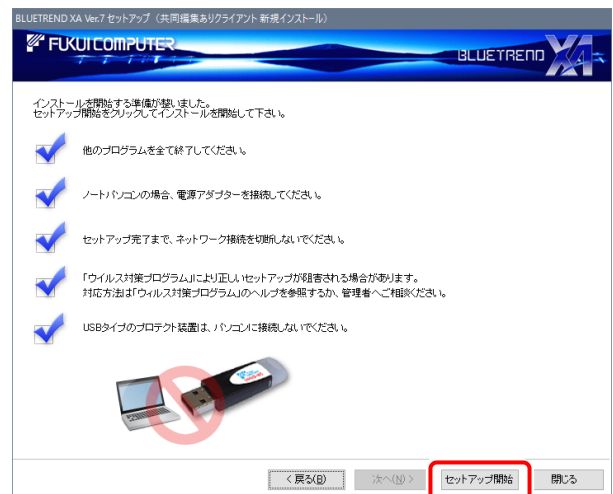 BLUETREND XA Ver.7 セットアップ（共同編集ありクライアント 新規インストール）
FUKUI COMPUTER
BLUETREND XA
インストールを開始する準備が整いました。
セットアップ開始をクリックしてインストールを開始して下さい。
他のプログラムを全て終了してください。
ノートパソコンの場合、電源アダプターを接続してください。
セットアップ完了まで、ネットワーク接続を切断しないでください。
「ウイルス対策プログラム」により正しいセットアップが阻害される場合があります。
対応方法は「ウィルス対策プログラム」のヘルプを参照するか、管理者へご相談ください。
USBタイプのプロテクト装置は、パソコンに接続しないでください。
< 戻る(B)
次へ(N) >
セットアップ開始
閉じる